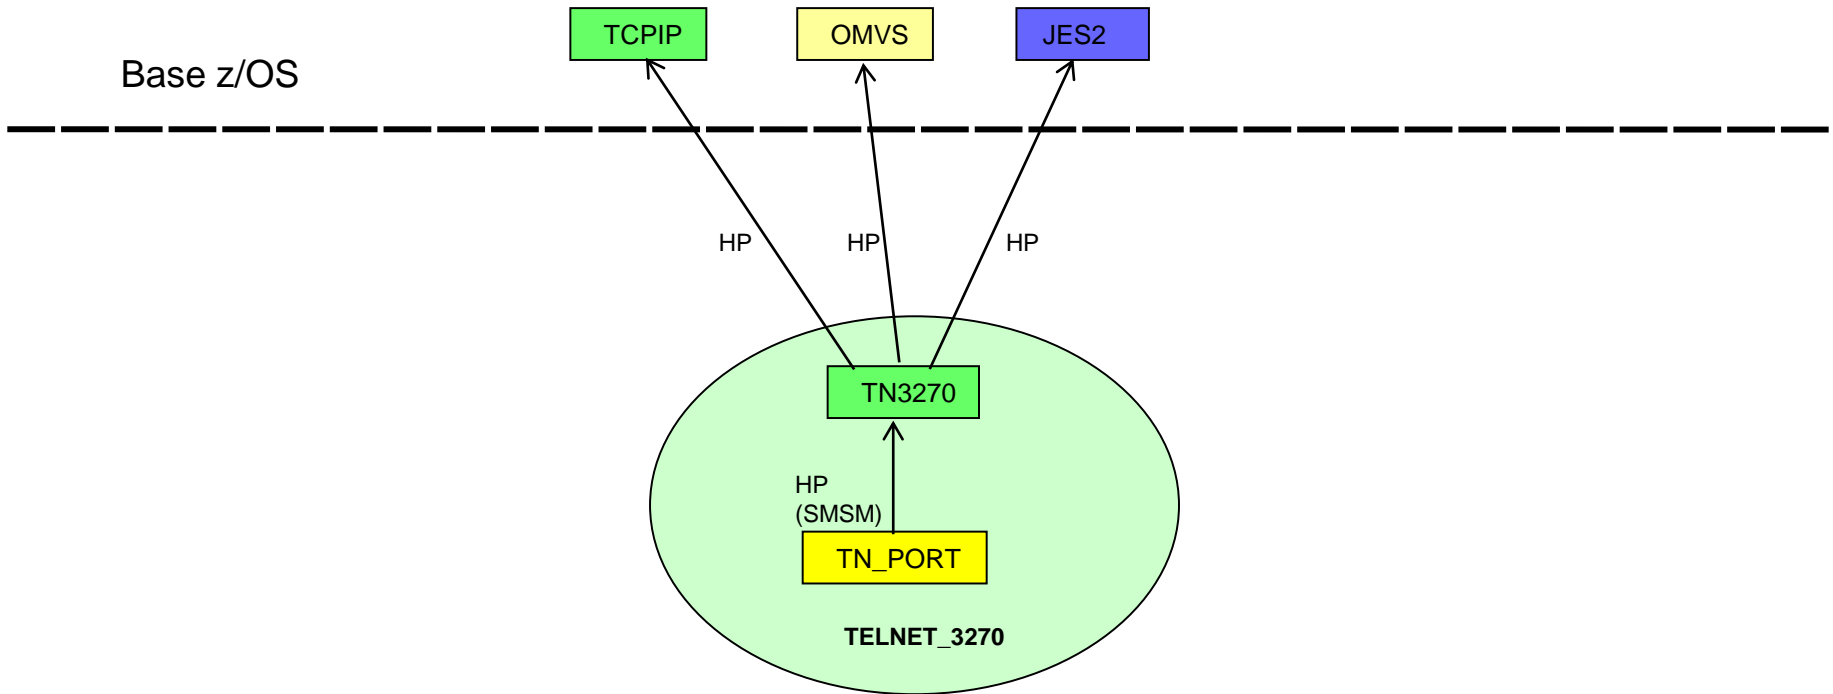 TCPIP
OMVS
JES2
Base z/OS
HP
HP
HP
TN3270
HP
(SMSM)
TN_PORT
TELNET_3270